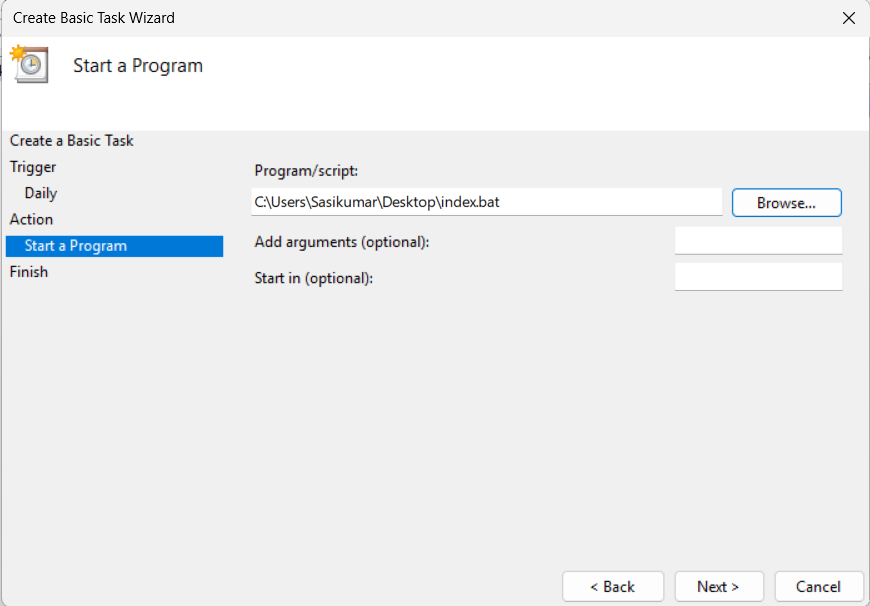 Create Basic Task Wizard
Start a Program
Create a Basic Task
Trigger
Daily
Action
Start a Program
Finish
Program/script:
C:\Users\Sasikumar\Desktop\index.bat
Browse...
Add arguments (optional):
Start in (optional):
< Back
Next >
Cancel